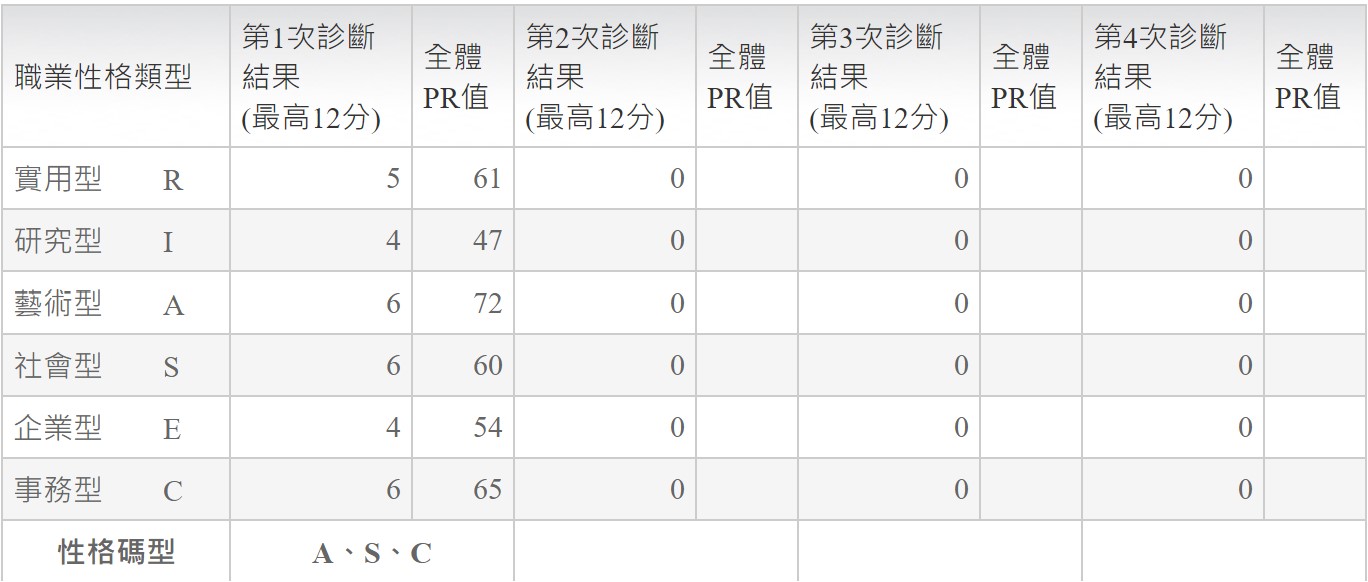 職業性格類型 第1次診斷結果(最高12分) 全體PR值 第2次診斷結果(最高12分) 全體PR值 第3次診斷結果(最高12分) 全體PR值 第4次診斷結果(最高12分) 全體PR值
實用型 R 5 61 0 0 0
研究型 I 4 47 0 0 0
藝術型 A 6 72 0 0 0
社會型 S 6 60 0 0 0
企業型 E 4 54 0 0 0
事務型 C 6 65 0 0 0
性格碼型 A、S、C